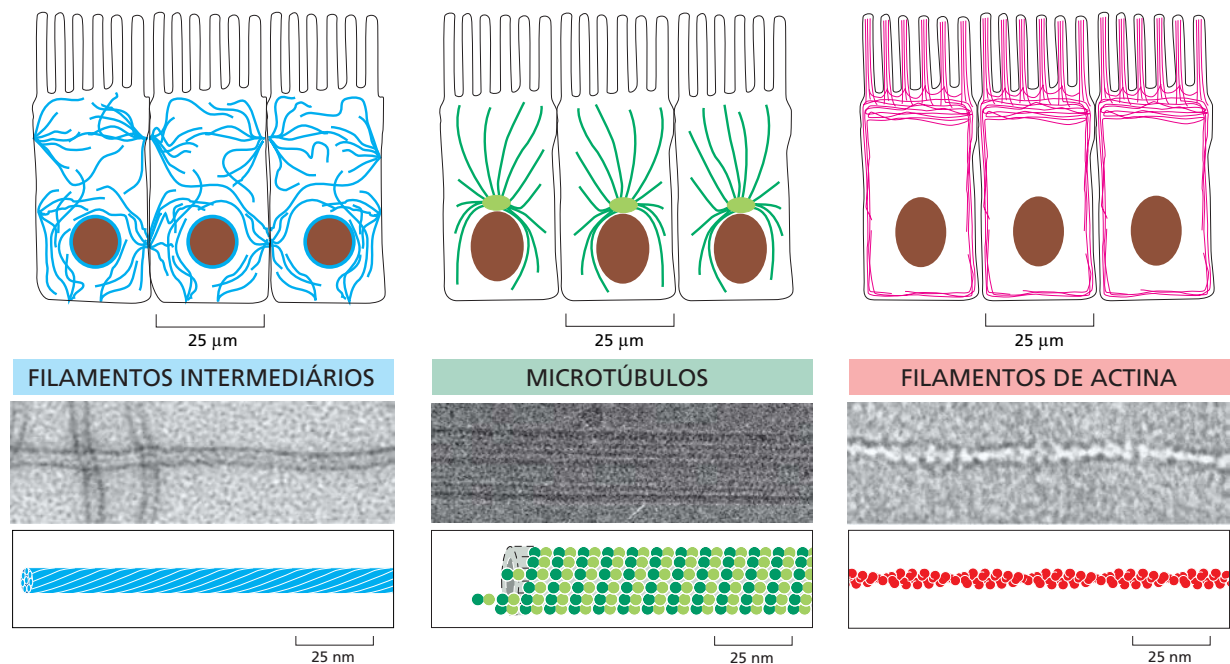 25 μm
25 μm
25 μm
FILAMENTOS INTERMEDIÁRIOS
MICROTÚBULOS
FILAMENTOS DE ACTINA
25 nm
25 nm
25 nm